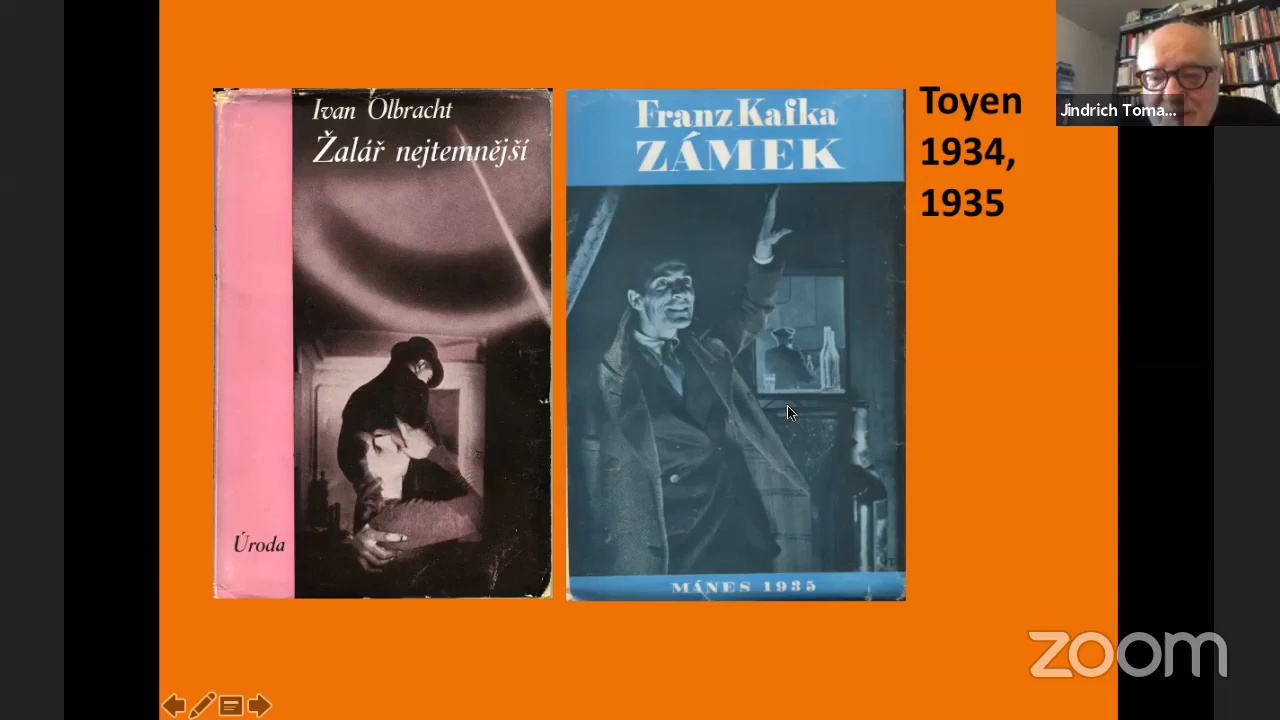 Ivan Olbracht
Žalář nejtemnější
Úroda
Franz Kafka
ZÁMEK
MÁNES 1935
Toyen
1934,
1935
Jindrich Toma...
zoom